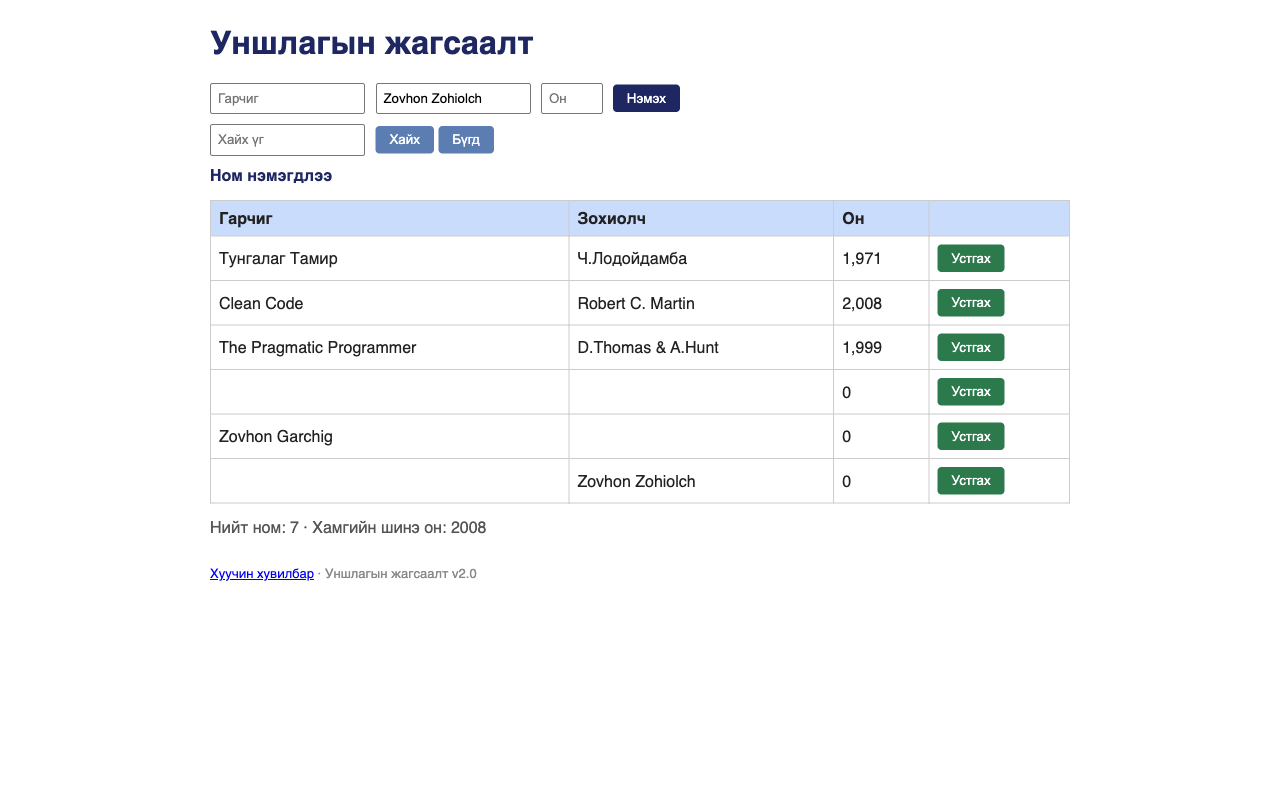 Уншлагын жагсаалт
Гарчиг Zovhon Zohiolch Он Нэмэх
Хайх үг Хайх Бүгд
Ном нэмэгдлээ
Гарчиг Зохиолч Он
Тунгалаг Тамир Ч.Лодойдамба 1,971 Устгах
Clean Code Robert C. Martin 2,008 Устгах
The Pragmatic Programmer D.Thomas & A.Hunt 1,999 Устгах
0 Устгах
Zovhon Garchig 0 Устгах
Zovhon Zohiolch 0 Устгах
Нийт ном: 7 · Хамгийн шинэ он: 2008
Хуучин хувилбар · Уншлагын жагсаалт v2.0